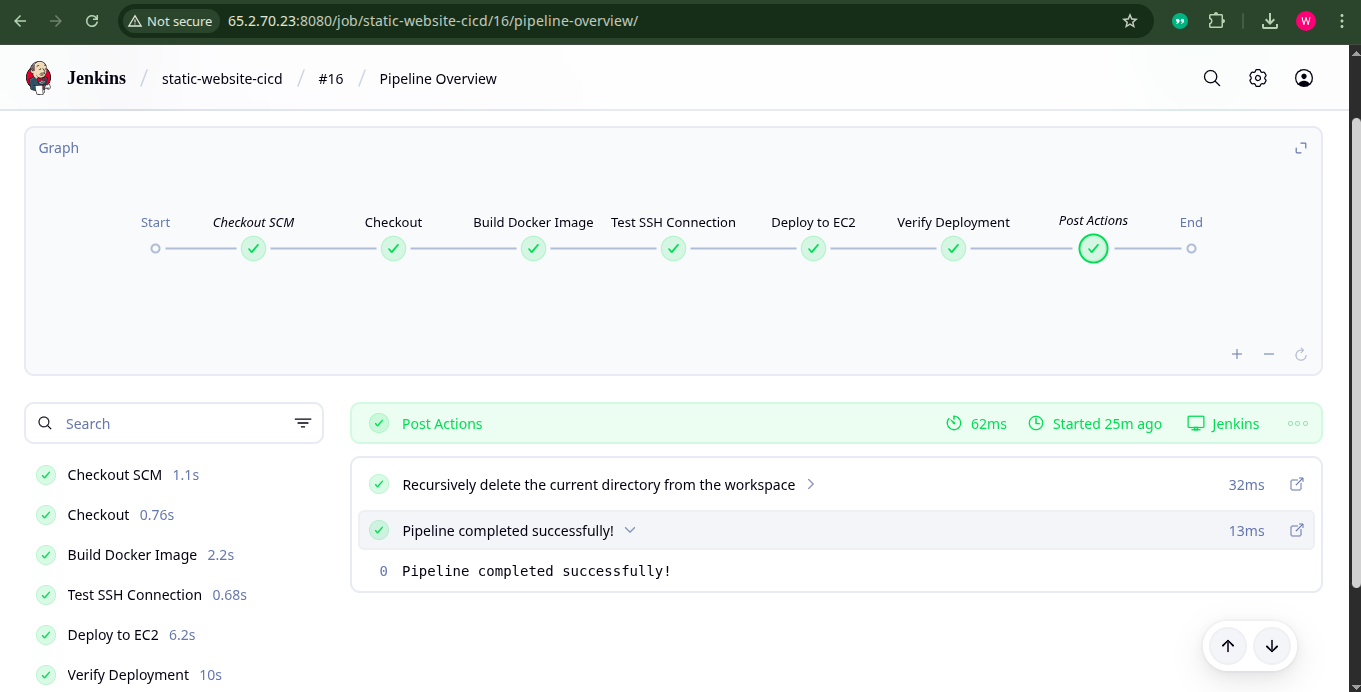 Not secure 65.2.70.23:8080/job/static-website-cicd/16/pipeline-overview/
W
Jenkins / static-website-cicd / #16 / Pipeline Overview
Graph
Start Checkout SCM Checkout Build Docker Image Test SSH Connection Deploy to EC2 Verify Deployment Post Actions End
Search
Post Actions 62ms Started 25m ago Jenkins
Checkout SCM 1.1s
Checkout 0.76s
Build Docker Image 2.2s
Test SSH Connection 0.68s
Deploy to EC2 6.2s
Verify Deployment 10s
Recursively delete the current directory from the workspace 32ms
Pipeline completed successfully! 13ms
0 Pipeline completed successfully!